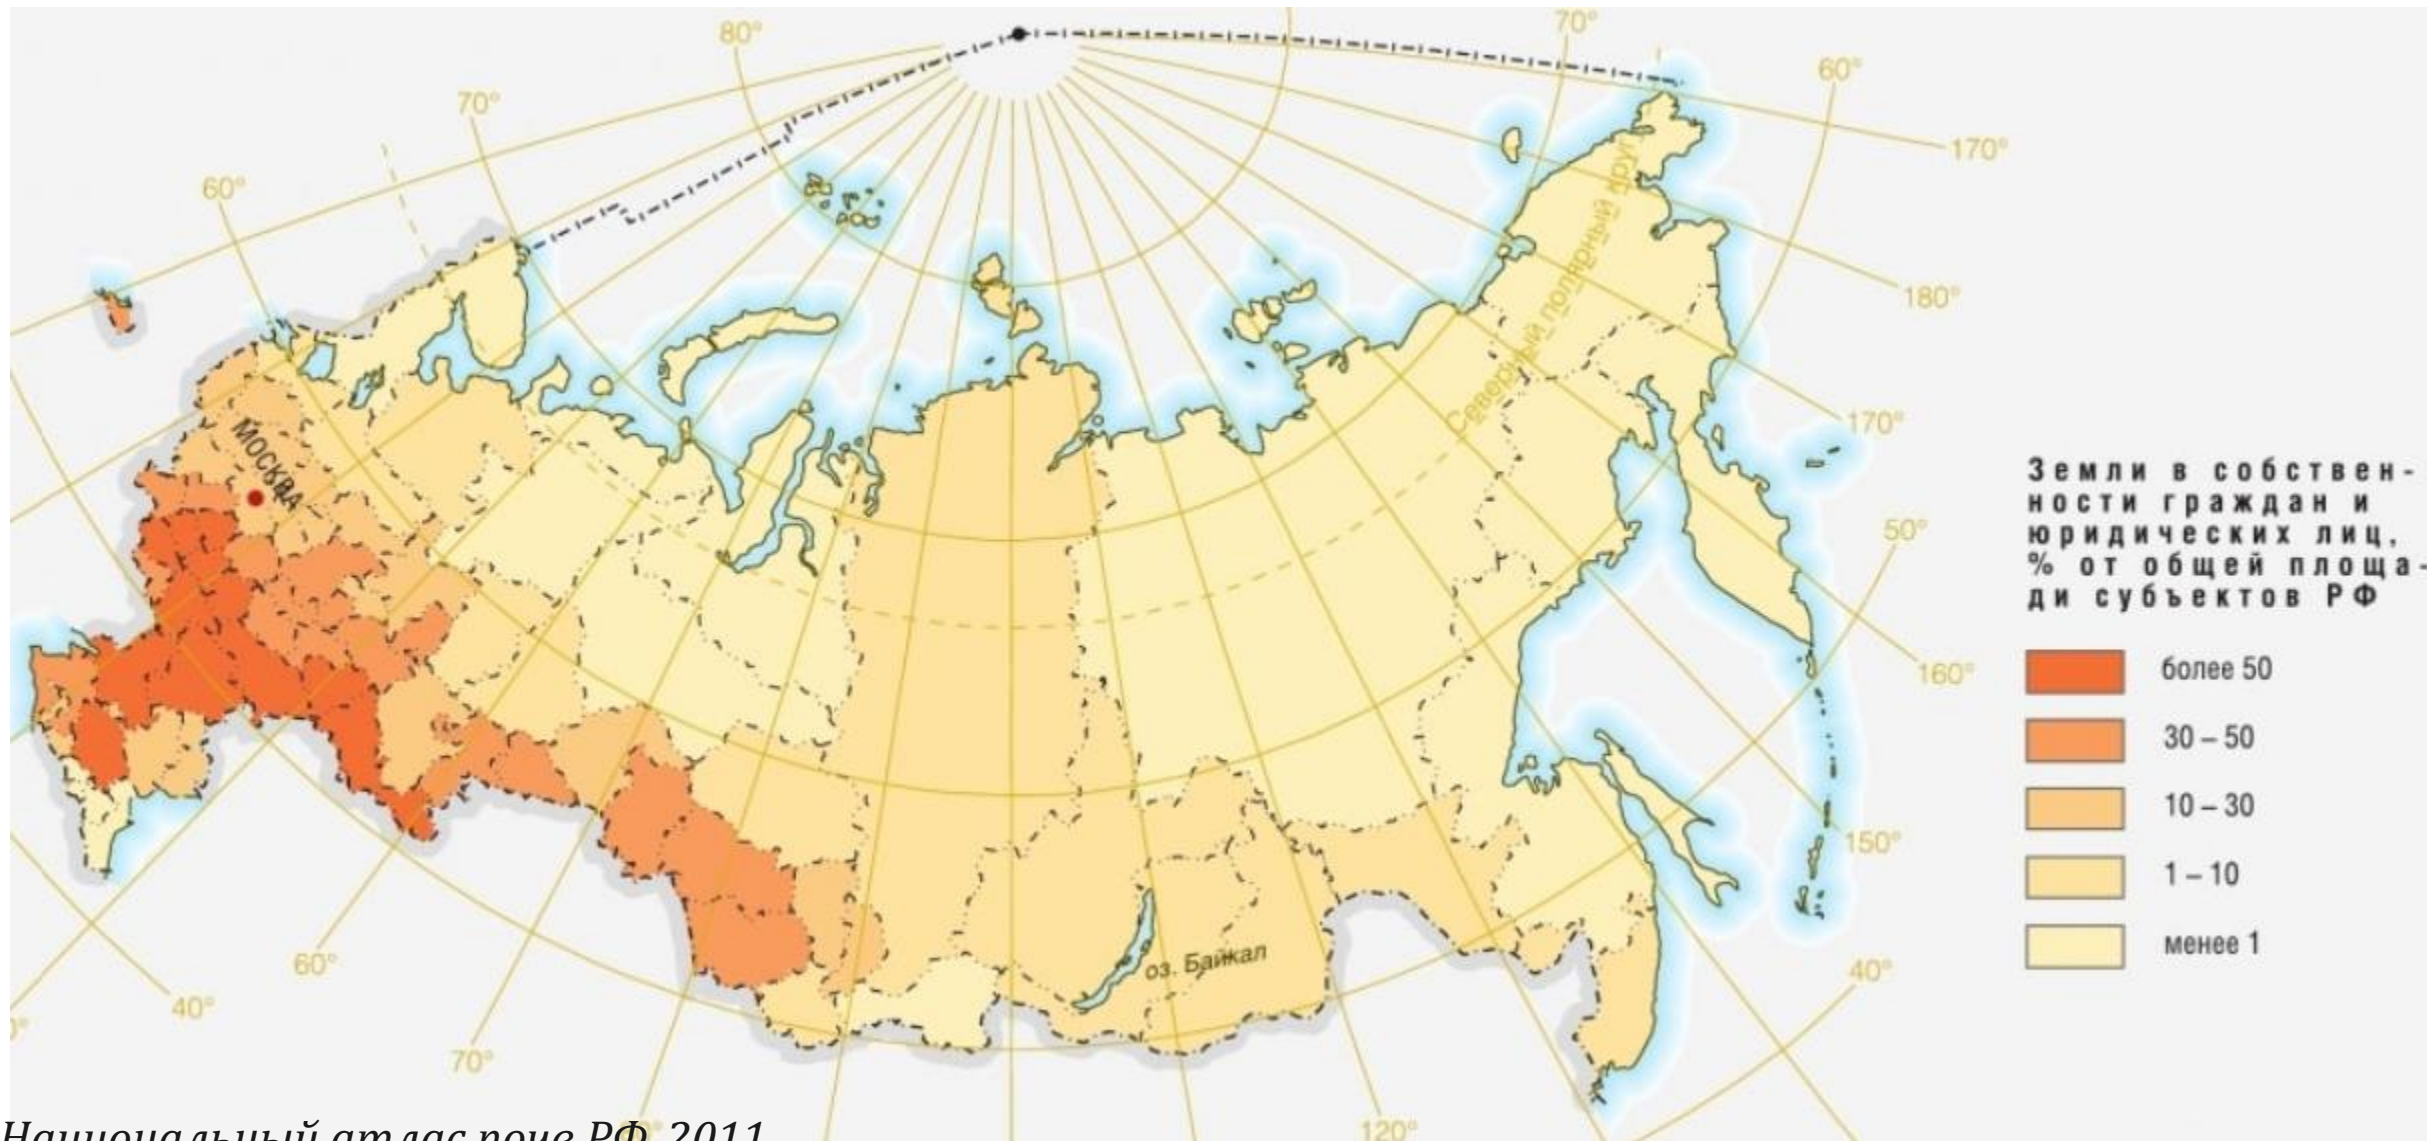 80°
70°
60°
70°
60°
170°
180°
170°
50°
160°
150°
40°
Северный полярный круг
МОСКВА
оз. Байкал
60°
40°
70°
120°
Земли в собствен-
ности граждан и
юридических лиц,
% от общей площа-
ди субъектов РФ
более 50
30 – 50
10 – 30
1 – 10
менее 1
Национальный атлас почв РФ, 2011